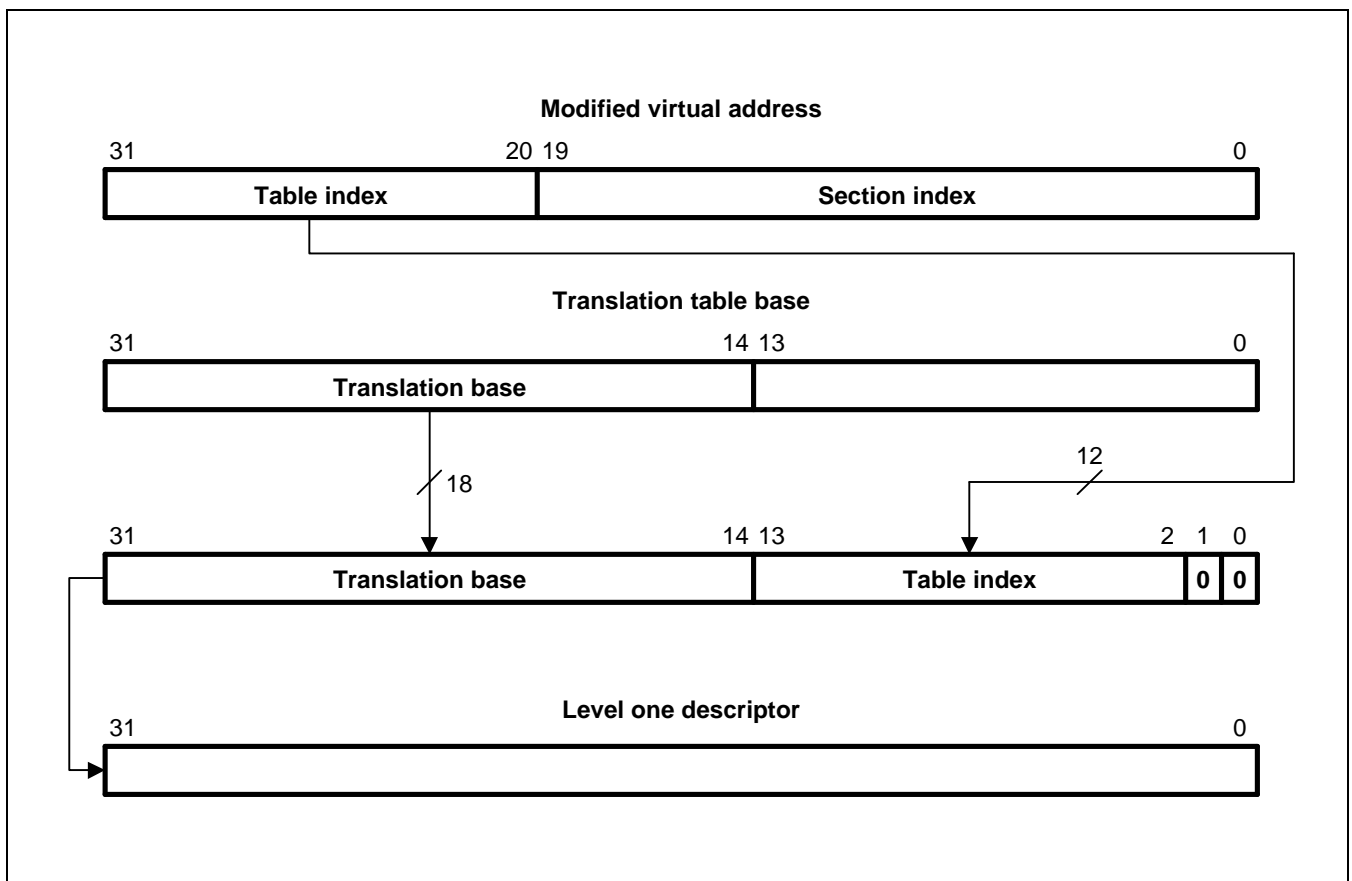 Modified virtual address
31 20 19 0
Table index Section index
Translation table base
31 14 13 0
Translation base
12
18
31 14 13 2 1 0
Translation base Table index 0 0
Level one descriptor
31 0